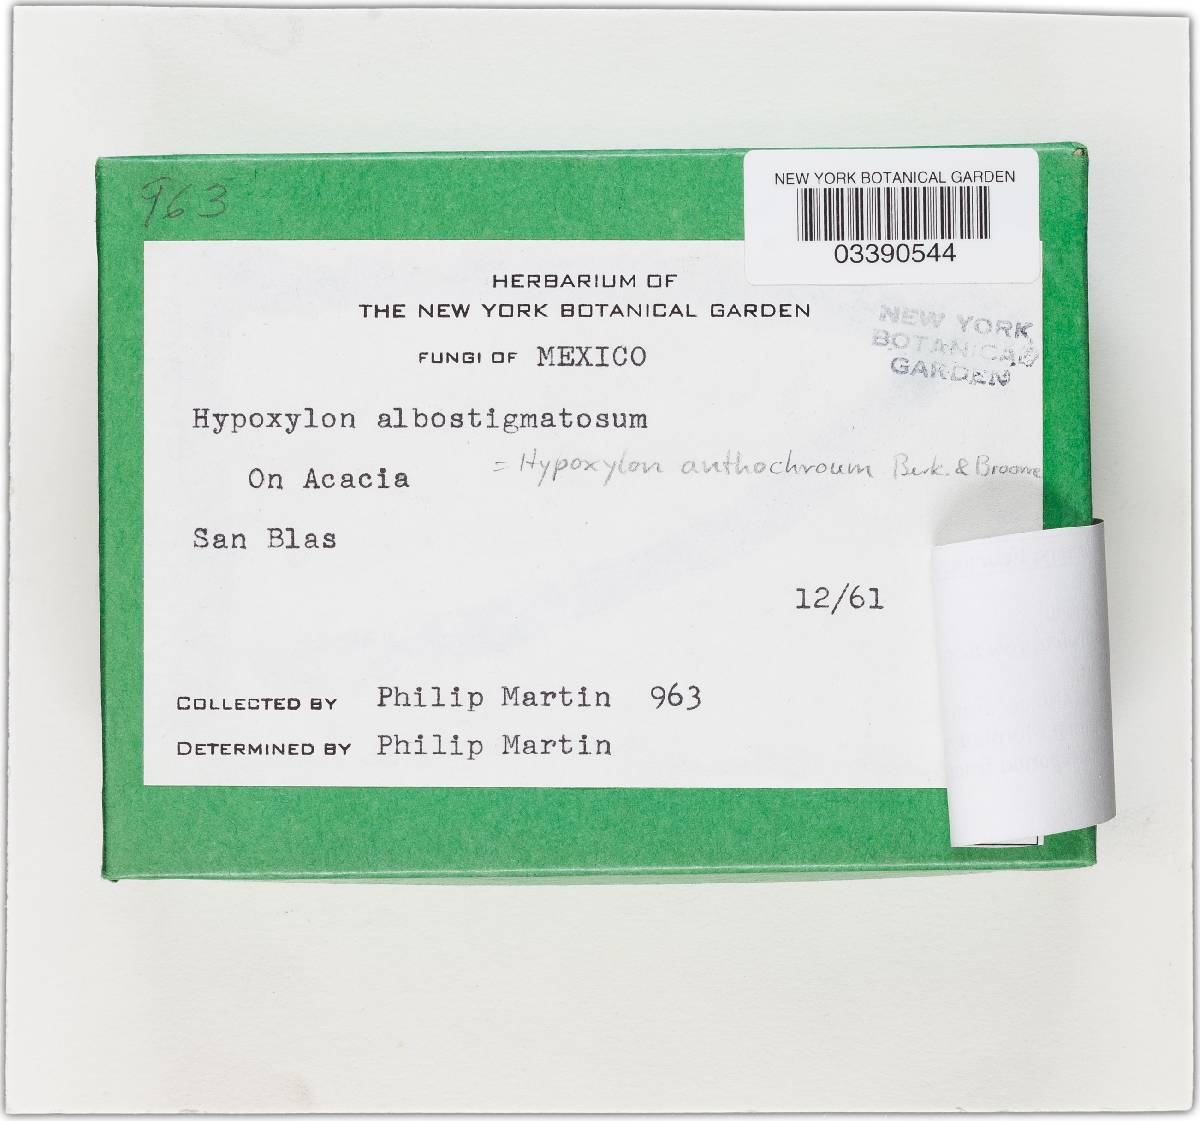 963
NEW YORK BOTANICAL GARDEN
03390544
HERBARIUM OF
THE NEW YORK BOTANICAL GARDEN
FUNGI OF MEXICO
NEW YORK
BOTANICAL
GARDEN
Hypoxylon albostigmatosum
= Hypoxylon anthochroum Berk. & Broome
On Acacia
San Blas
12/61
COLLECTED BY Philip Martin 963
DETERMINED BY Philip Martin